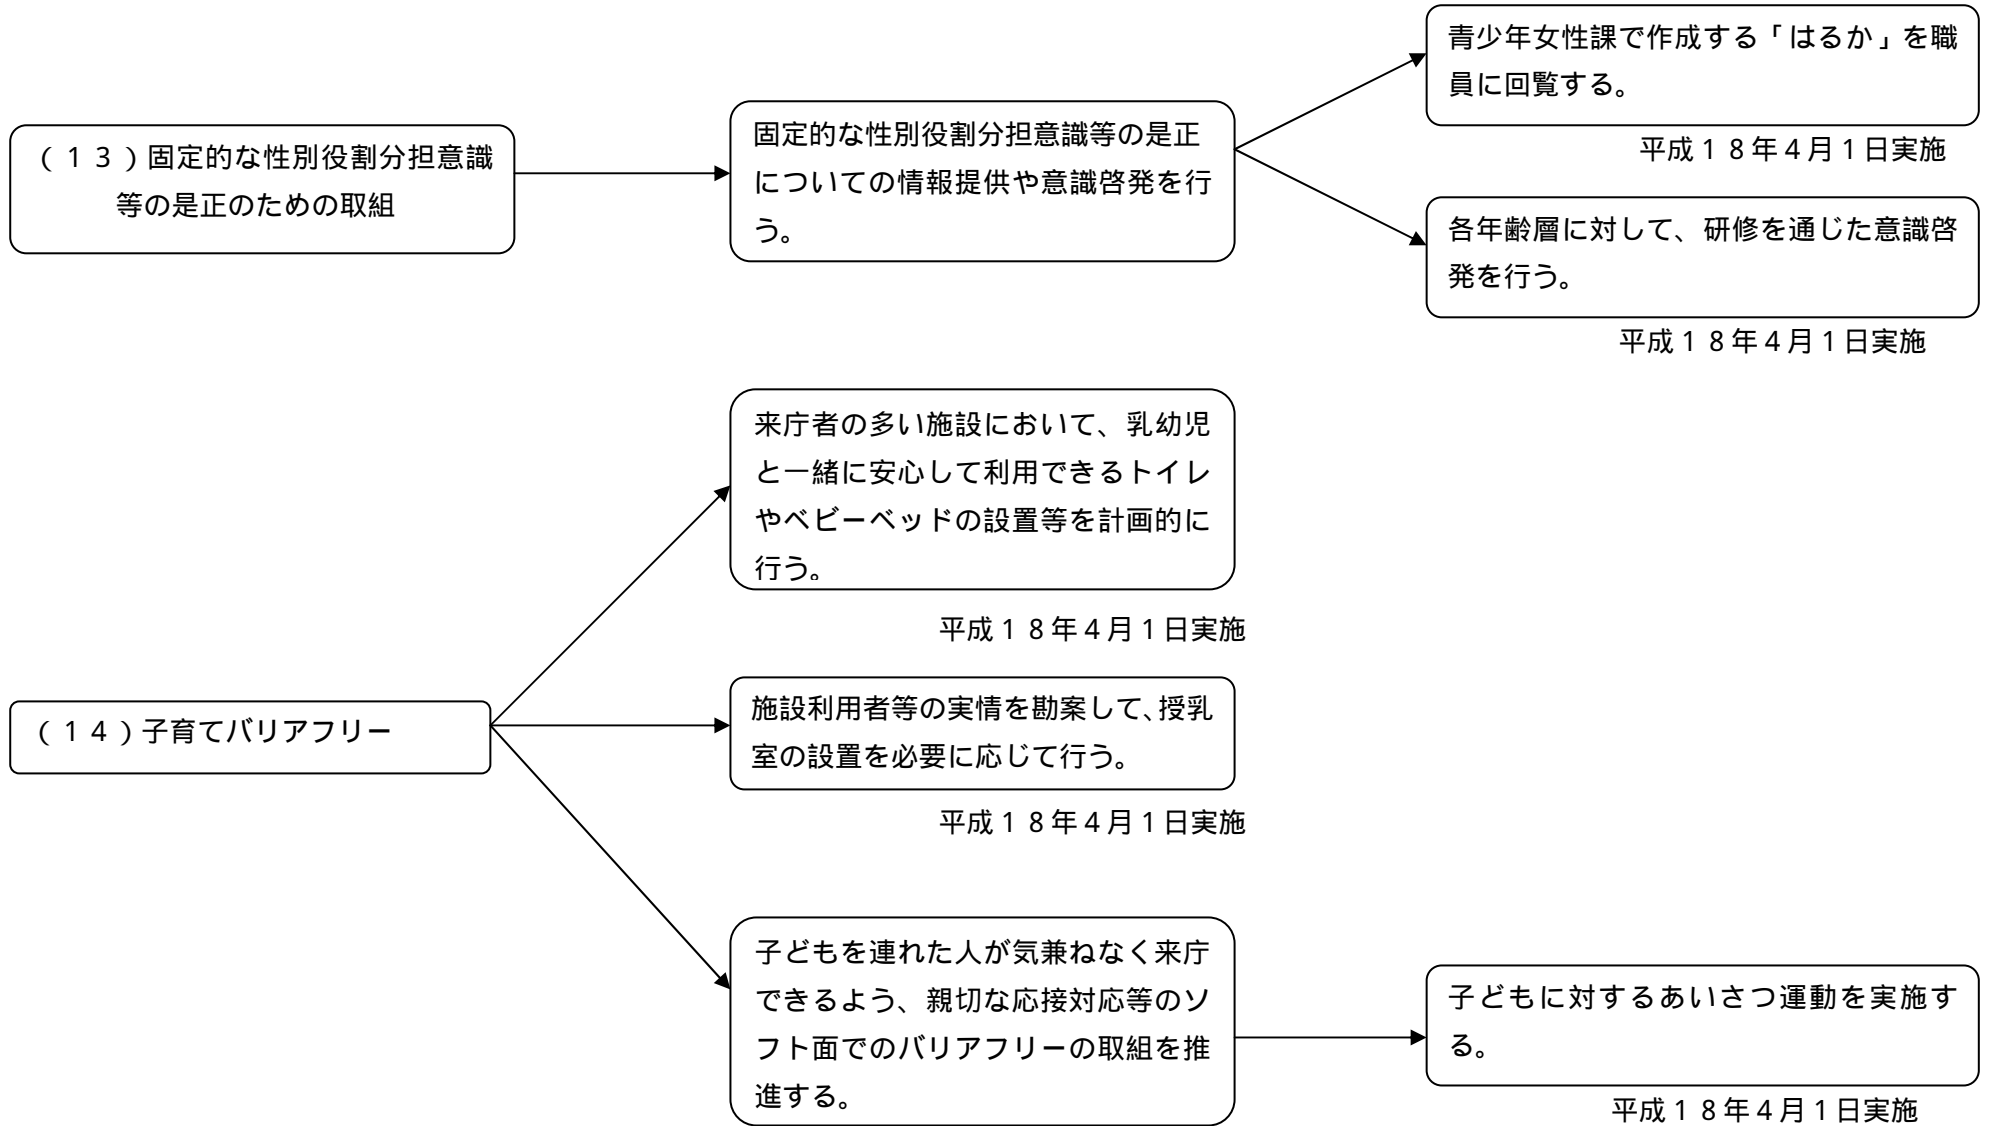 （１３）固定的な性別役割分担意識
等の是正のための取組
固定的な性別役割分担意識等の是正
についての情報提供や意識啓発を行
う。
青少年女性課で作成する「はるか」を職
員に回覧する。
平成１８年４月１日実施
各年齢層に対して、研修を通じた意識啓
発を行う。
平成１８年４月１日実施
（１４）子育てバリアフリー
来庁者の多い施設において、乳幼児
と一緒に安心して利用できるトイレ
やベビーベッドの設置等を計画的に
行う。
平成１８年４月１日実施
施設利用者等の実情を勘案して、授乳
室の設置を必要に応じて行う。
平成１８年４月１日実施
子どもを連れた人が気兼ねなく来庁
できるよう、親切な応接対応等のソ
フト面でのバリアフリーの取組を推
進する。
子どもに対するあいさつ運動を実施す
る。
平成１８年４月１日実施